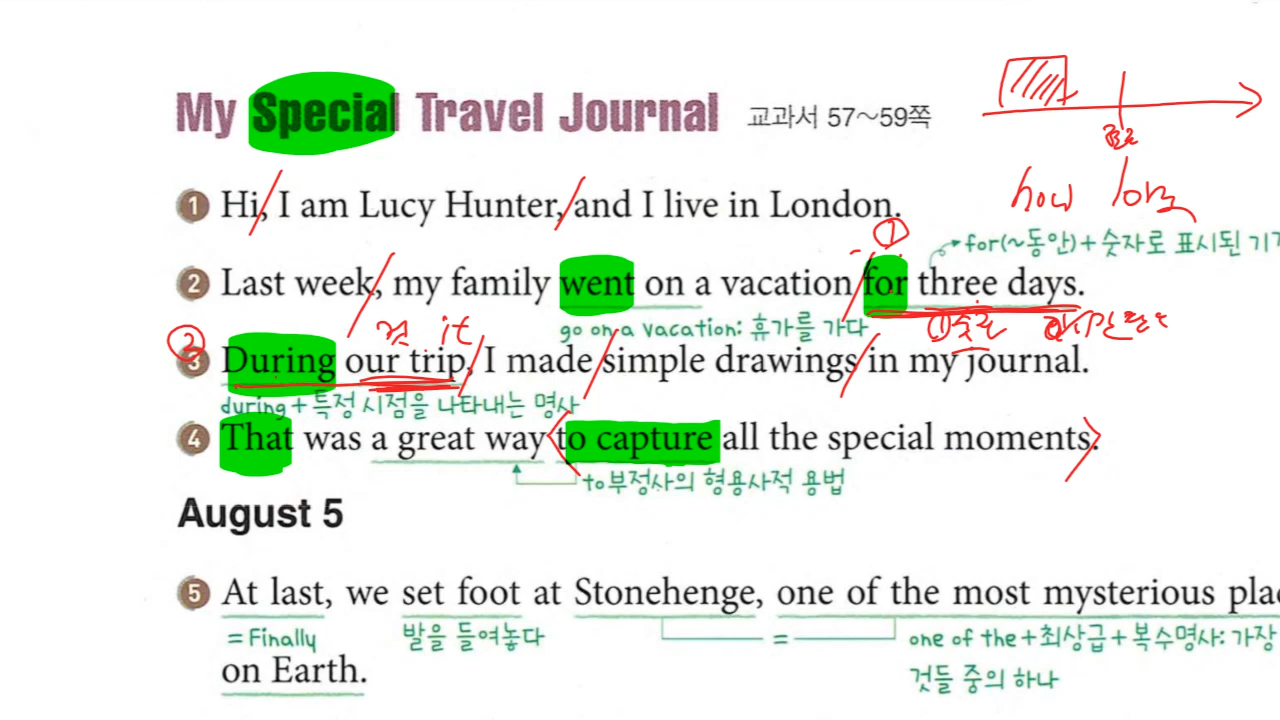 My Special Travel Journal 교과서 57~59쪽
① Hi, I am Lucy Hunter, and I live in London.
how long
① for(~동안)+숫자로 표시된
② Last week, my family went on a vacation for three days.
go on a vacation: 휴가를 가다
② 것 it
③ During our trip, I made simple drawings in my journal.
during+특정 시점을 나타내는 명사
④ That was a great way to capture all the special moments.
to부정사의 형용사적 용법
August 5
⑤ At last, we set foot at Stonehenge, one of the most mysterious
=Finally 발을 들여놓다 = one of the+최상급+복수명사: 가장
on Earth.
것들 중의 하나